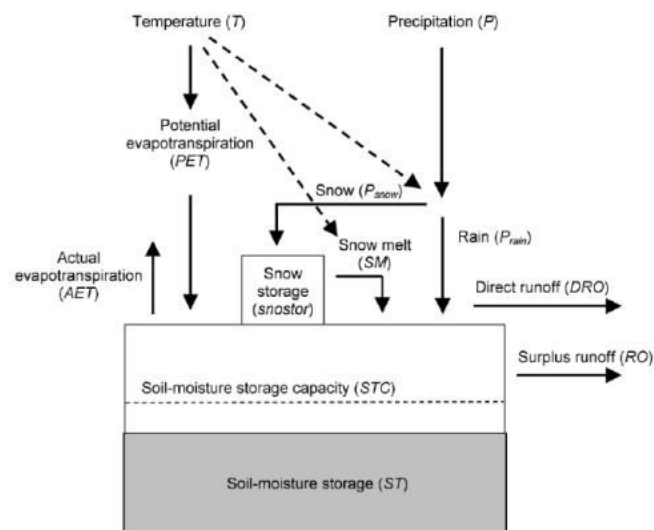 Temperature (T)
Precipitation (P)
Potential
evapotranspiration
(PET)
Snow (Psnow)
Rain (Prain)
Actual
evapotranspiration
(AET)
Snow melt
(SM)
Snow
storage
(snostor)
Direct runoff (DRO)
Surplus runoff (RO)
Soil-moisture storage capacity (STC)
Soil-moisture storage (ST)